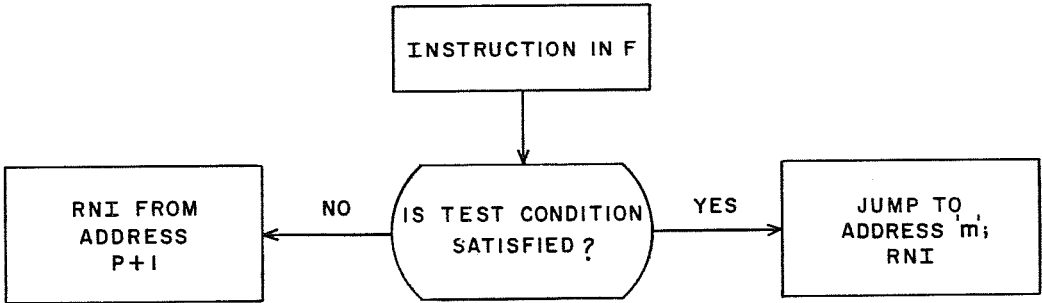 INSTRUCTION IN F
RNI FROM
ADDRESS
P+1
NO
IS TEST CONDITION
SATISFIED?
YES
JUMP TO
ADDRESS 'm';
RNI